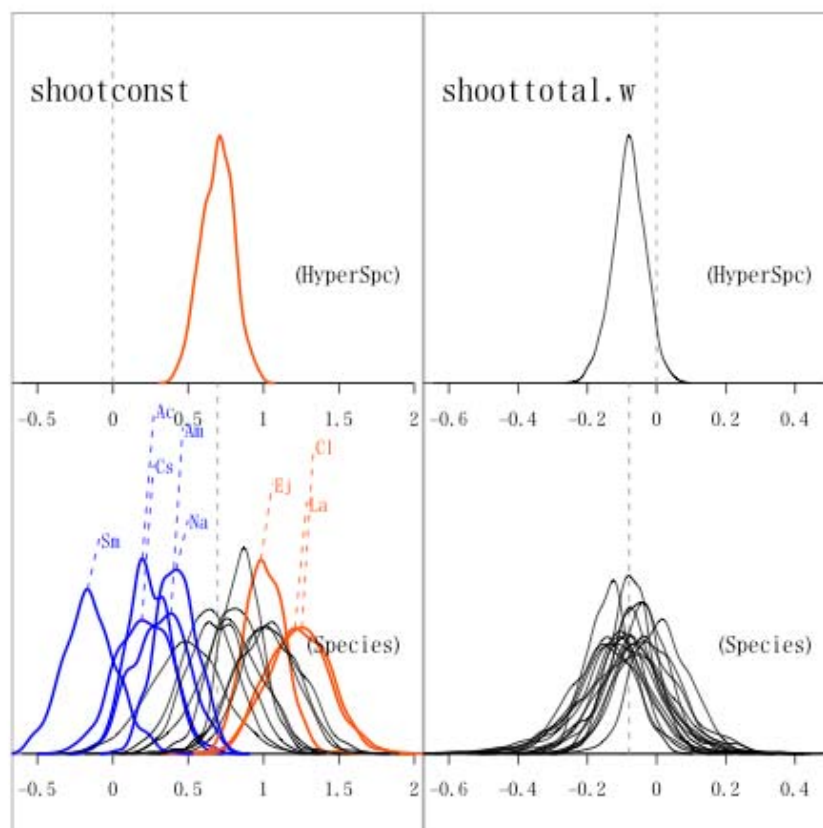 shootconst
shoottotal.w
(HyperSpc)
(HyperSpc)
-0.5 0 0.5 1 1.5 2
-0.6 -0.4 -0.2 0 0.2 0.4
Ac
Am
Cl
Cs
Ej
La
Na
Sm
(Species)
(Species)
-0.5 0 0.5 1 1.5 2
-0.6 -0.4 -0.2 0 0.2 0.4